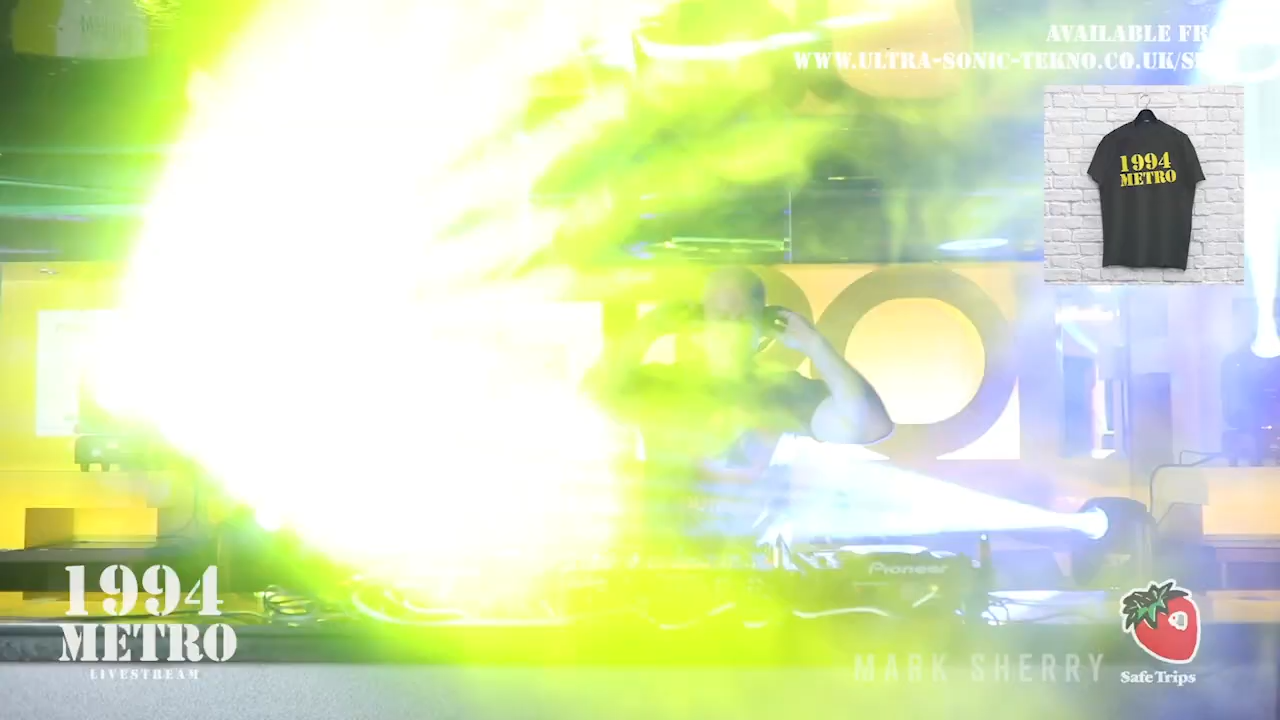 AVAILABLE FR
WWW.ULTRA-SONIC-TEKNO.CO.UK/S
1994
METRO
Pioneer
1994
METRO
LIVESTREAM
MARK SHERRY
Safe Trips